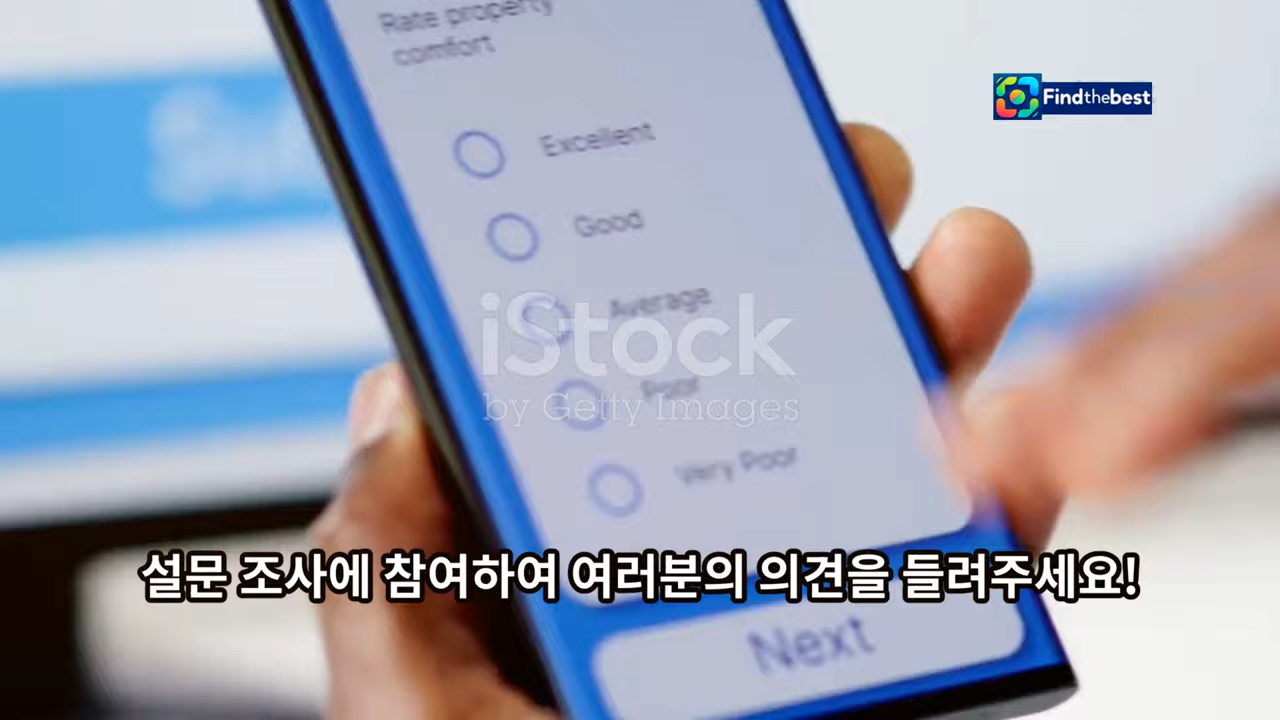 Rate property
comfort
Findthebest
Excellent
Good
Average
iStock
Poor
by Getty Images
Very Poor
설문 조사에 참여하여 여러분의 의견을 들려주세요!
Next